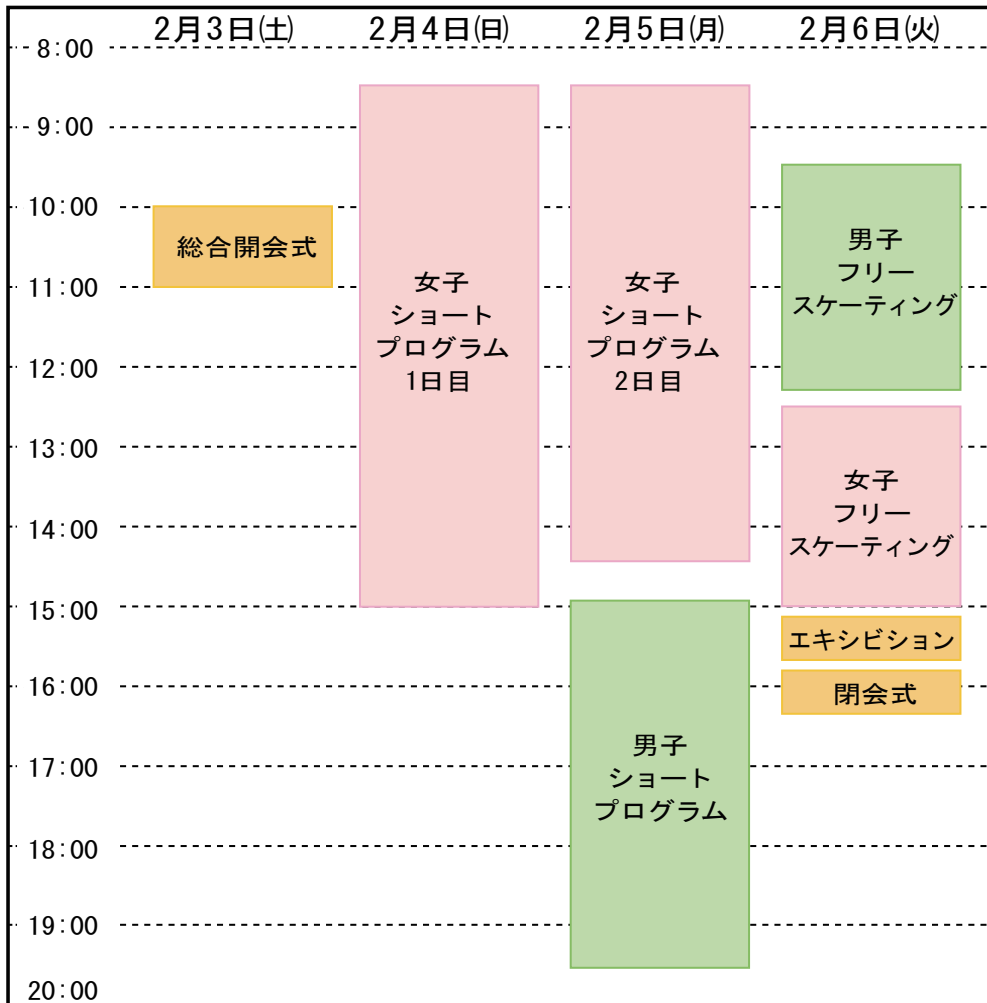 2月3日(土) 2月4日(日) 2月5日(月) 2月6日(火)
8:00
9:00
10:00
11:00
12:00
13:00
14:00
15:00
16:00
17:00
18:00
19:00
20:00
総合開会式
女子
ショート
プログラム
1日目
女子
ショート
プログラム
2日目
男子
ショート
プログラム
男子
フリー
スケーティング
女子
フリー
スケーティング
エキシビション
閉会式